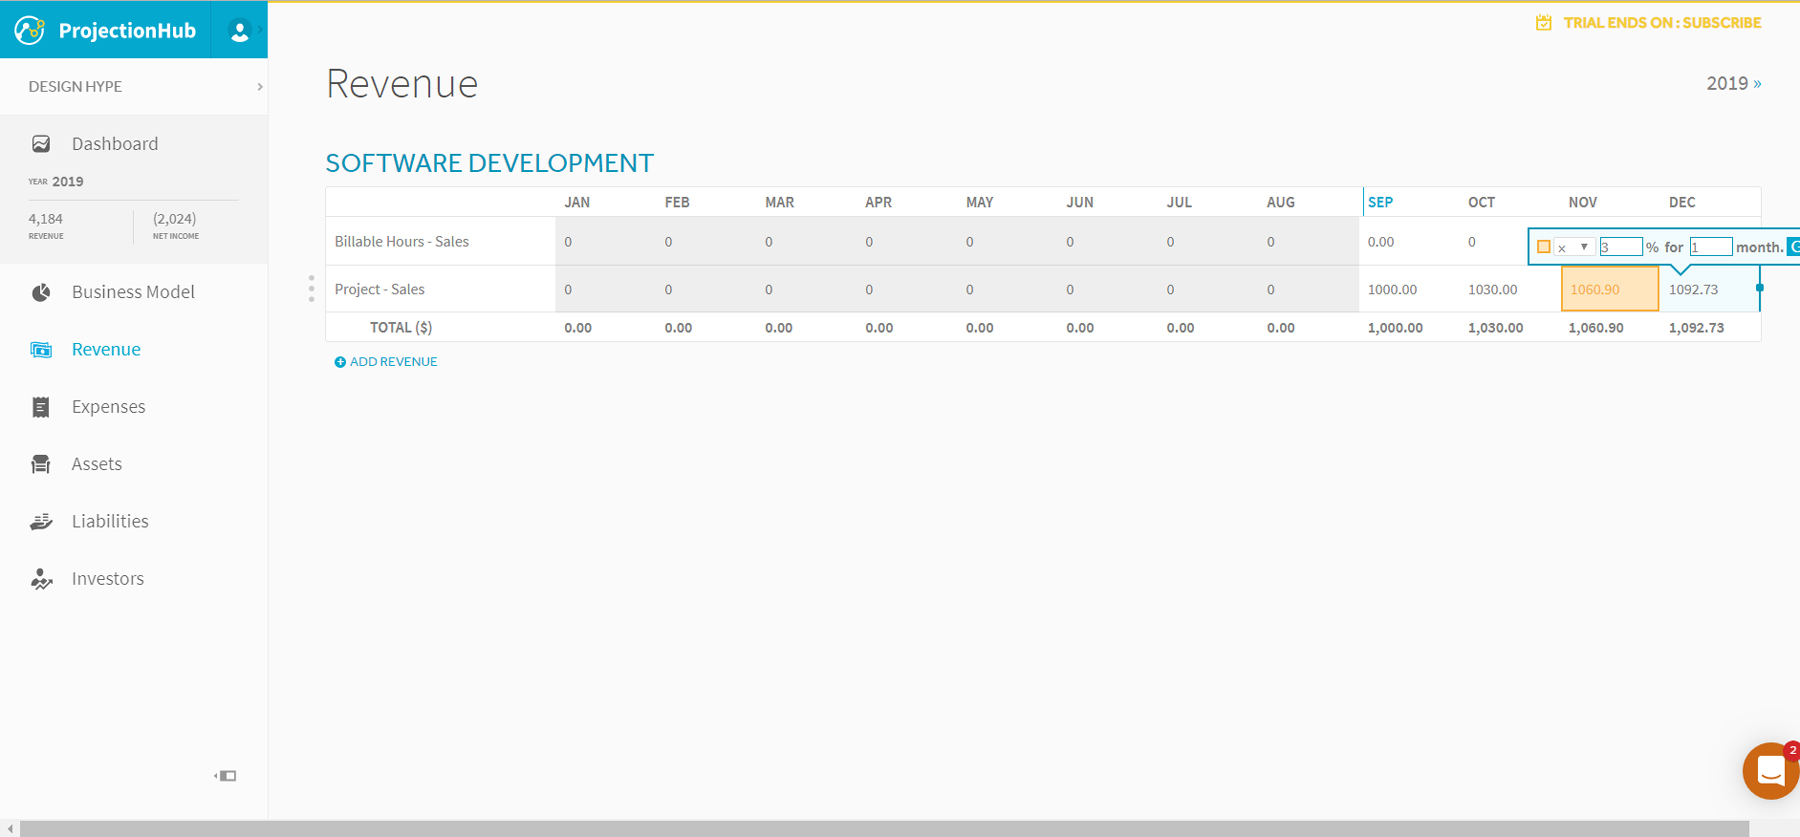 ProjectionHub
TRIAL ENDS ON : SUBSCRIBE
DESIGN HYPE
Revenue
2019 »
Dashboard
YEAR 2019
4,184
REVENUE
(2,024)
NET INCOME
SOFTWARE DEVELOPMENT
JAN FEB MAR APR MAY JUN JUL AUG SEP OCT NOV DEC
Billable Hours - Sales 0 0 0 0 0 0 0 0 0.00 0
x 3 % for 1 month. G
Project - Sales 0 0 0 0 0 0 0 0 1000.00 1030.00 1060.90 1092.73
TOTAL ($) 0.00 0.00 0.00 0.00 0.00 0.00 0.00 0.00 1,000.00 1,030.00 1,060.90 1,092.73
ADD REVENUE
Business Model
Revenue
Expenses
Assets
Liabilities
Investors
2